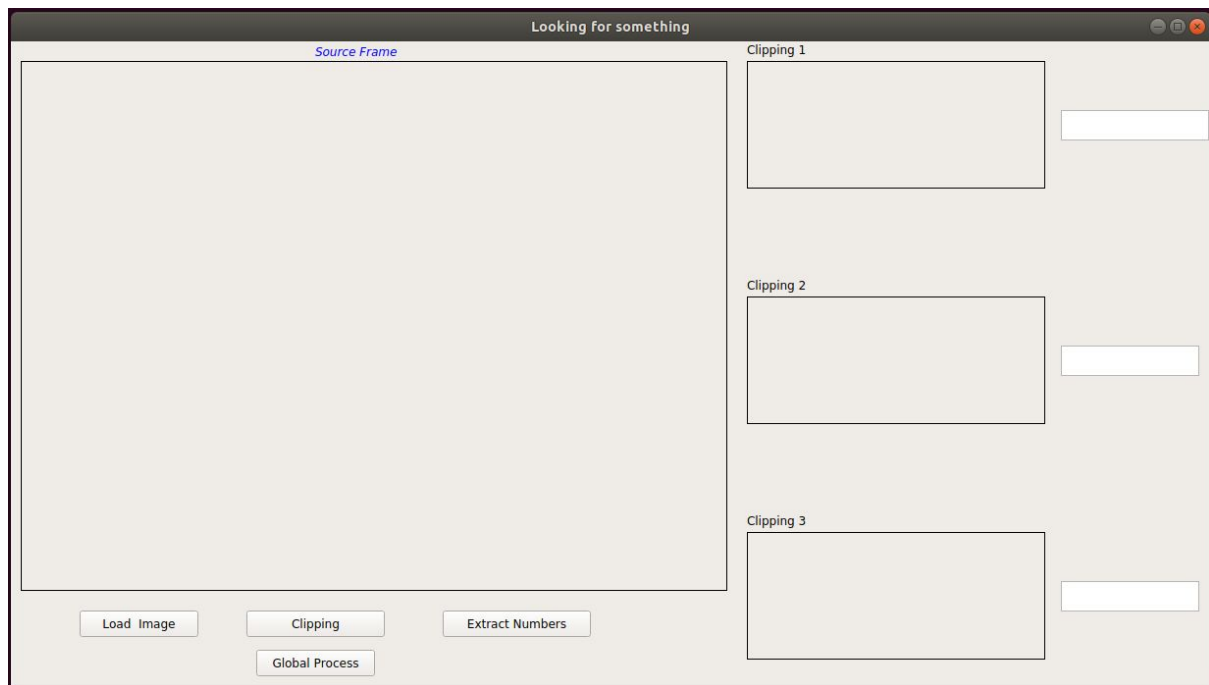 Looking for something
Source Frame
Clipping 1
Clipping 2
Clipping 3
Load  Image
Clipping
Extract Numbers
Global Process